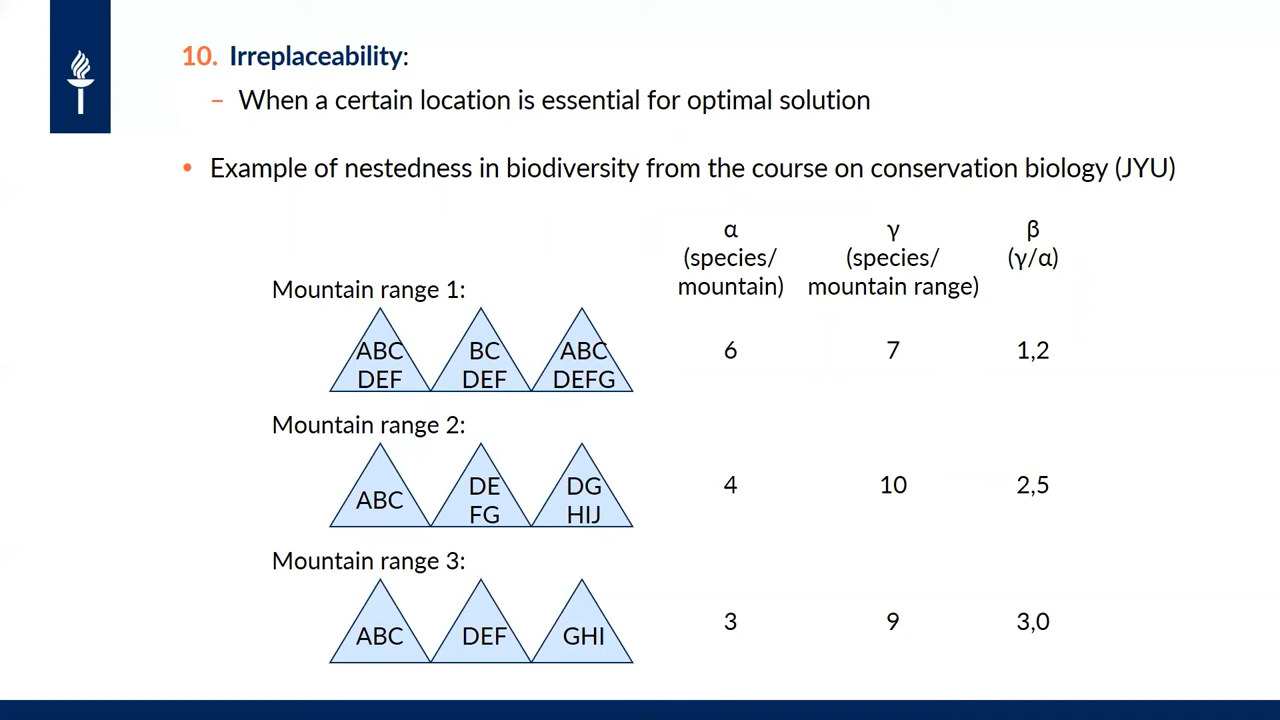 10. Irreplaceability:
– When a certain location is essential for optimal solution
• Example of nestedness in biodiversity from the course on conservation biology (JYU)
α γ β
(species/ (species/ (γ/α)
mountain) mountain range)
Mountain range 1:
ABC BC ABC 6 7 1,2
DEF DEF DEFG
Mountain range 2:
ABC DE DG 4 10 2,5
FG HIJ
Mountain range 3:
ABC DEF GHI 3 9 3,0